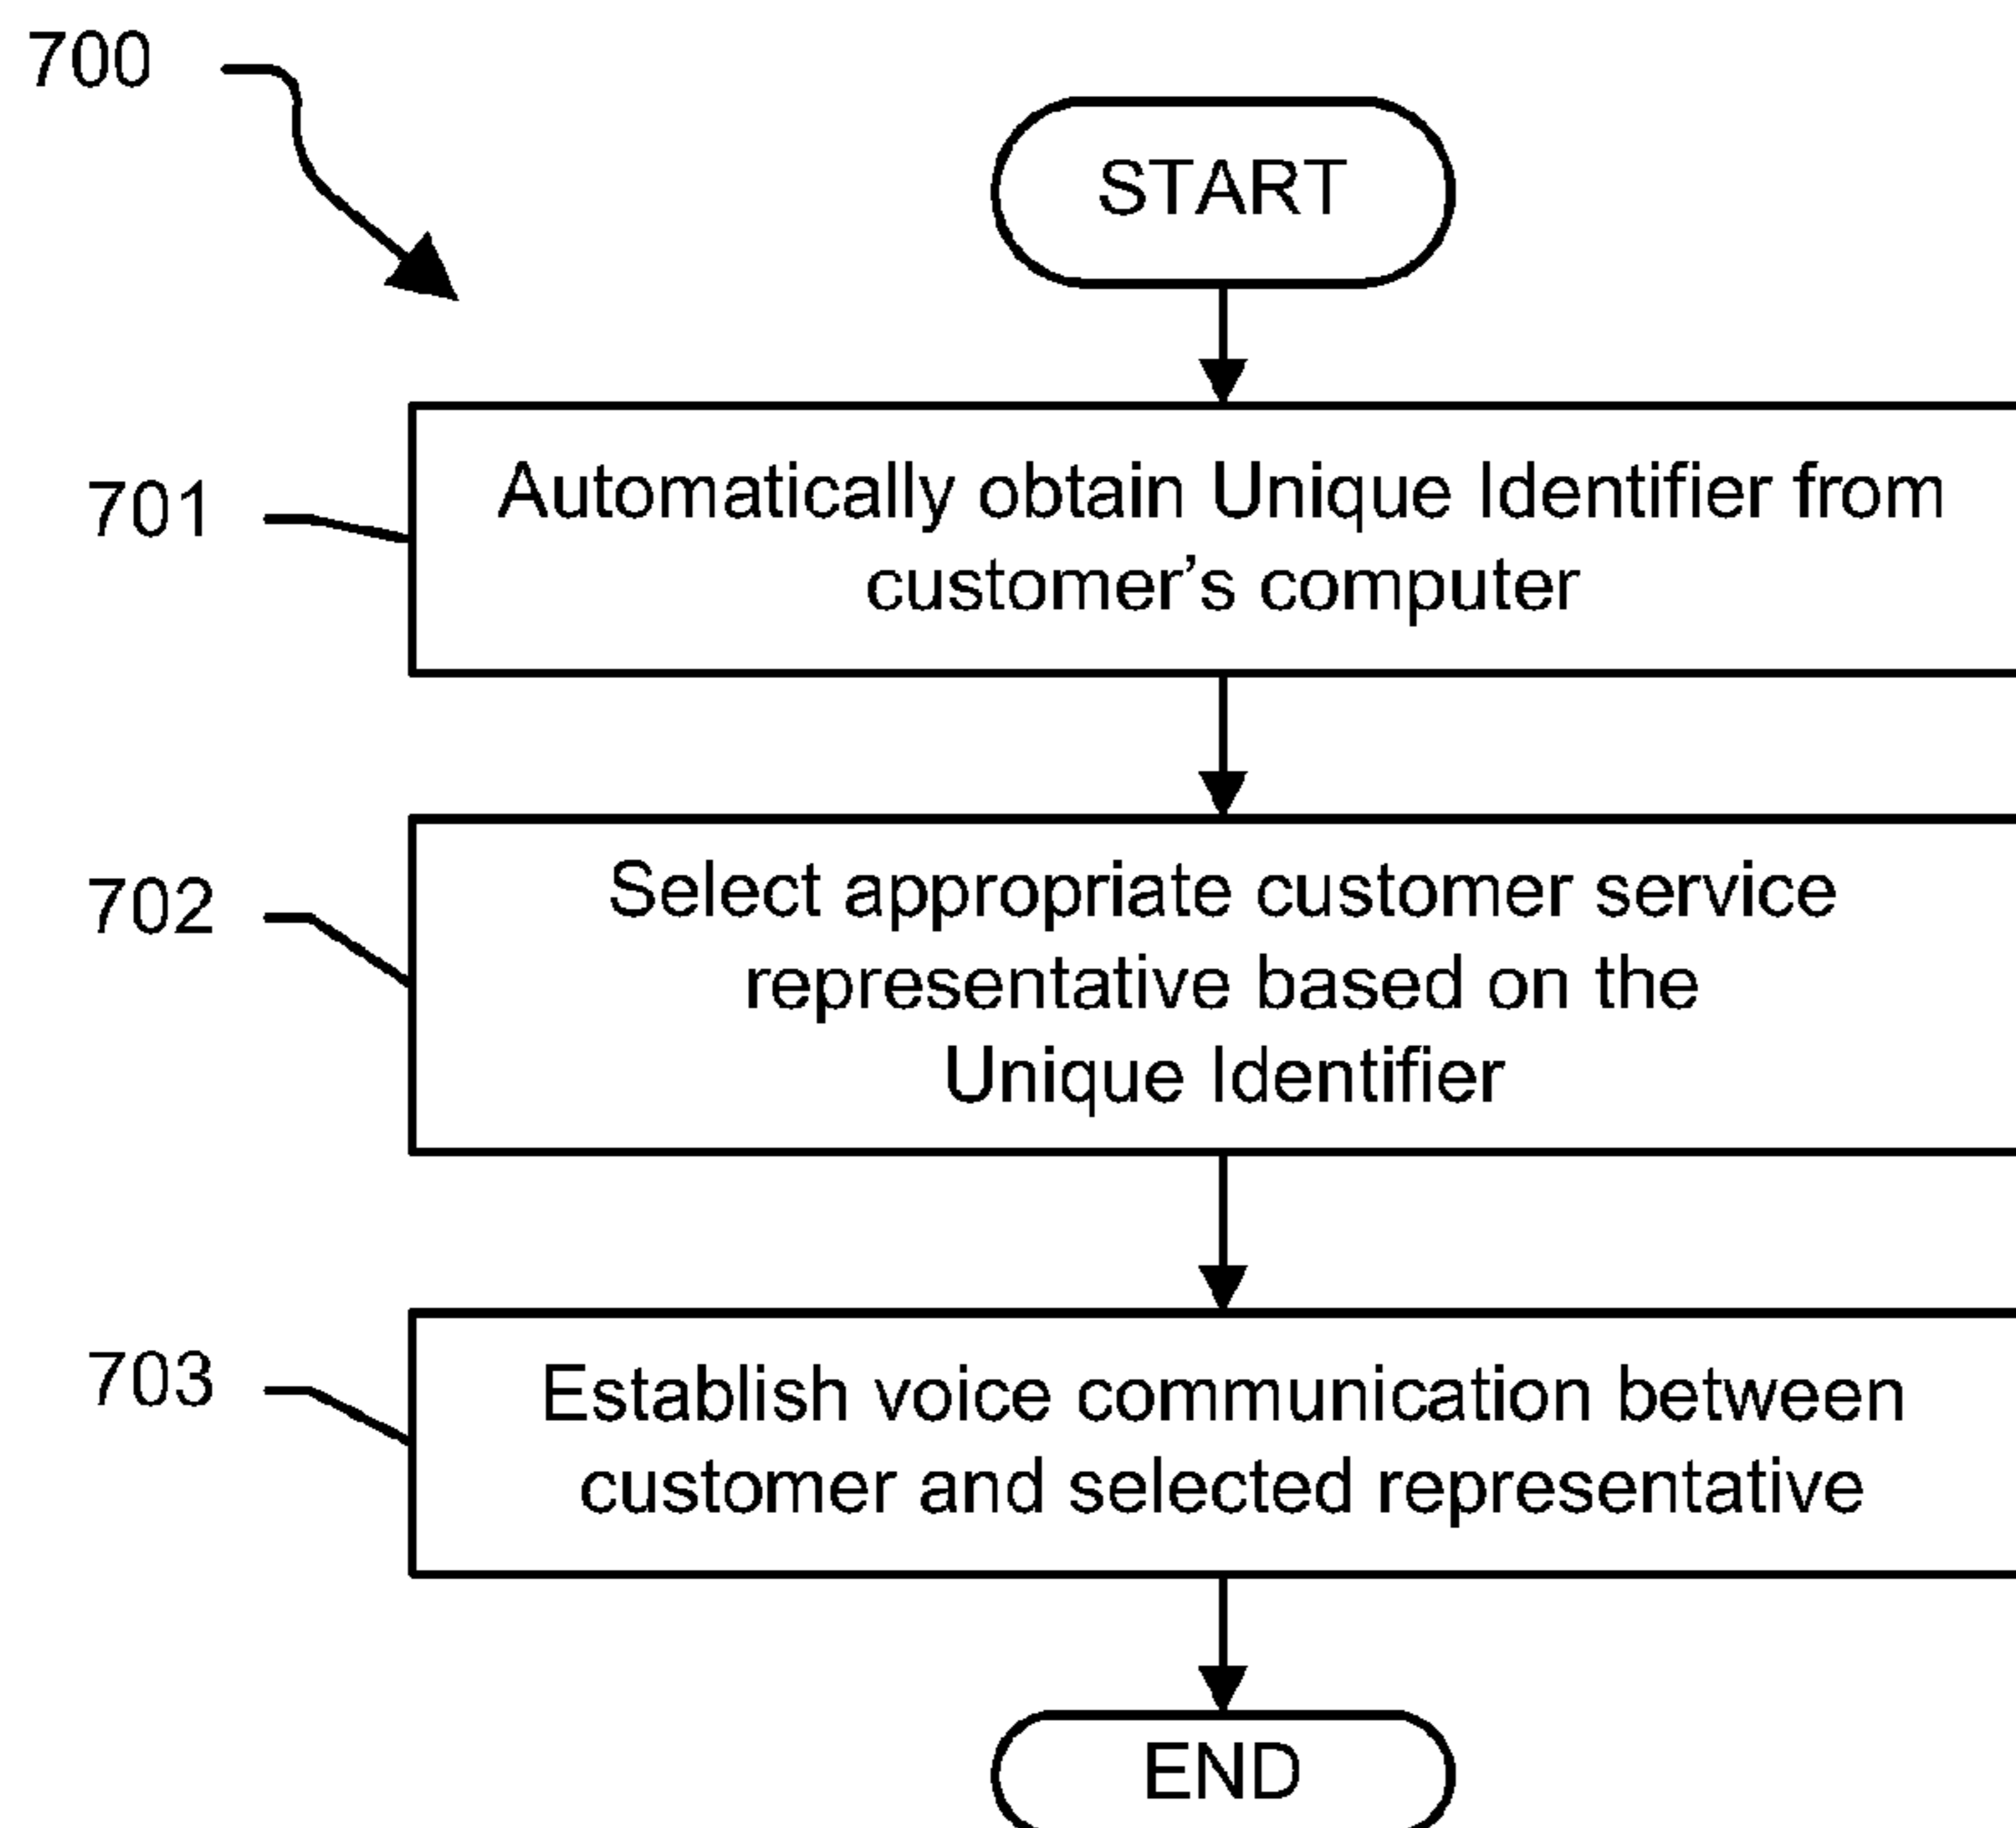 700
START
701
Automatically obtain Unique Identifier from
customer’s computer
702
Select appropriate customer service
representative based on the
Unique Identifier
703
Establish voice communication between
customer and selected representative
END